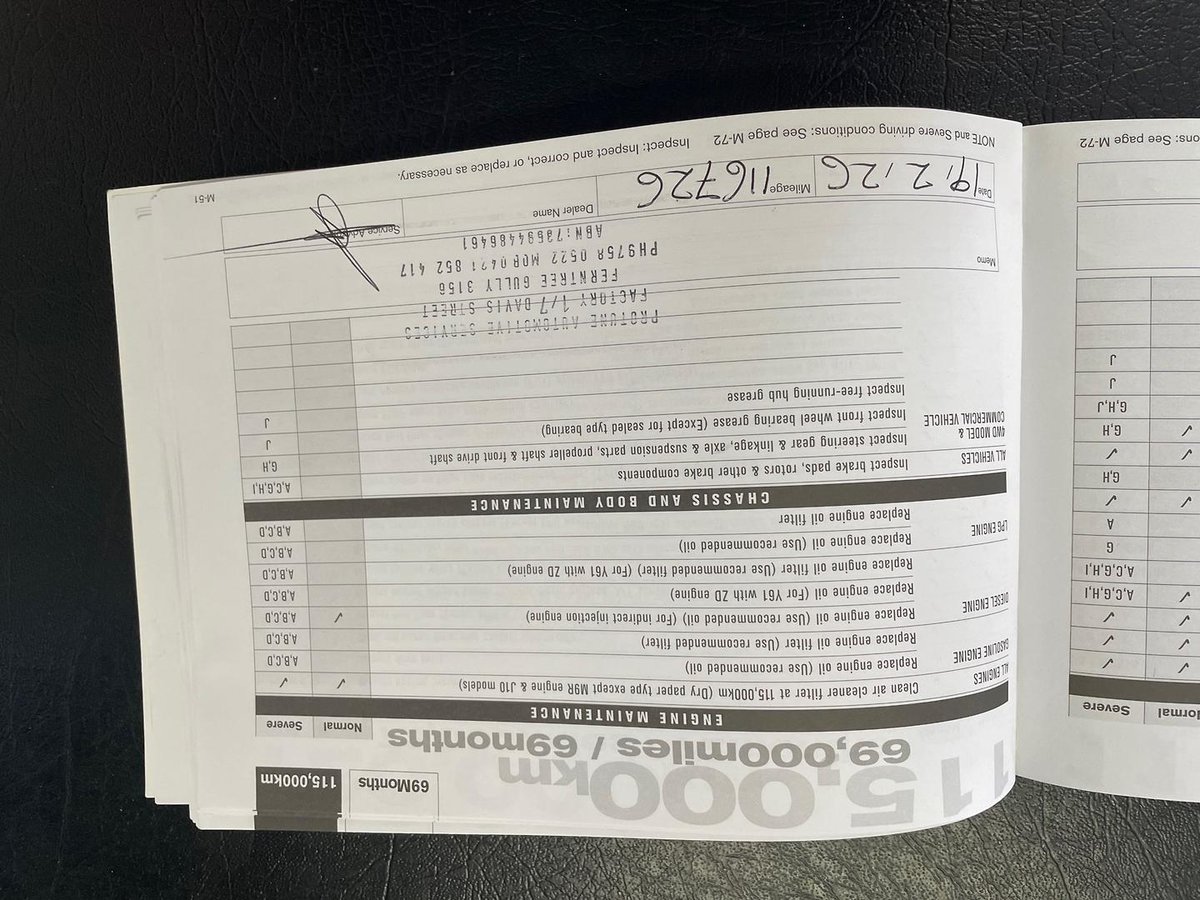 115,000km
69,000miles / 69months
69Months 115,000km
ENGINE MAINTENANCE Normal Severe
ALL ENGINES Clean air cleaner filter at 115,000km (Dry paper type except M9R engine & J10 models) ✓ ✓
GASOLINE ENGINE Replace engine oil (Use recommended oil) A,B,C,D
Replace engine oil filter (Use recommended filter) A,B,C,D
DIESEL ENGINE Replace engine oil (Use recommended oil) (For indirect injection engine) ✓ A,B,C,D
Replace engine oil (For Y61 with ZD engine) A,B,C,D
Replace engine oil filter (Use recommended filter) (For Y61 with ZD engine) A,B,C,D
LPG ENGINE Replace engine oil (Use recommended oil) A,B,C,D
Replace engine oil filter A,B,C,D
CHASSIS AND BODY MAINTENANCE
ALL VEHICLES Inspect brake pads, rotors & other brake components A,C,G,H,I
Inspect steering gear & linkage, axle & suspension parts, propeller shaft & front drive shaft G,H
4WD MODEL & COMMERCIAL VEHICLE Inspect front wheel bearing grease (Except for sealed type bearing) J
Inspect free-running hub grease J
PROTUNE AUTOMOTIVE SERVICES
FACTORY 1/7 DAVIS STREET
FERNTREE GULLY 3156
PH9758 0522 MOB 0421 852 417
ABN:73594486461
Memo
Date 19,2,26 Mileage 116726 Dealer Name Service
NOTE and Severe driving conditions: See page M-72 Inspect: Inspect and correct, or replace as necessary.
M-51
ormal Severe
✓ ✓
✓ ✓
✓ ✓
✓ A,C,G,H,I
A,C,G,H,I
G
A
✓ ✓
G,H
✓ ✓
✓ G,H
G,H,J
J
J
ons: See page M-72